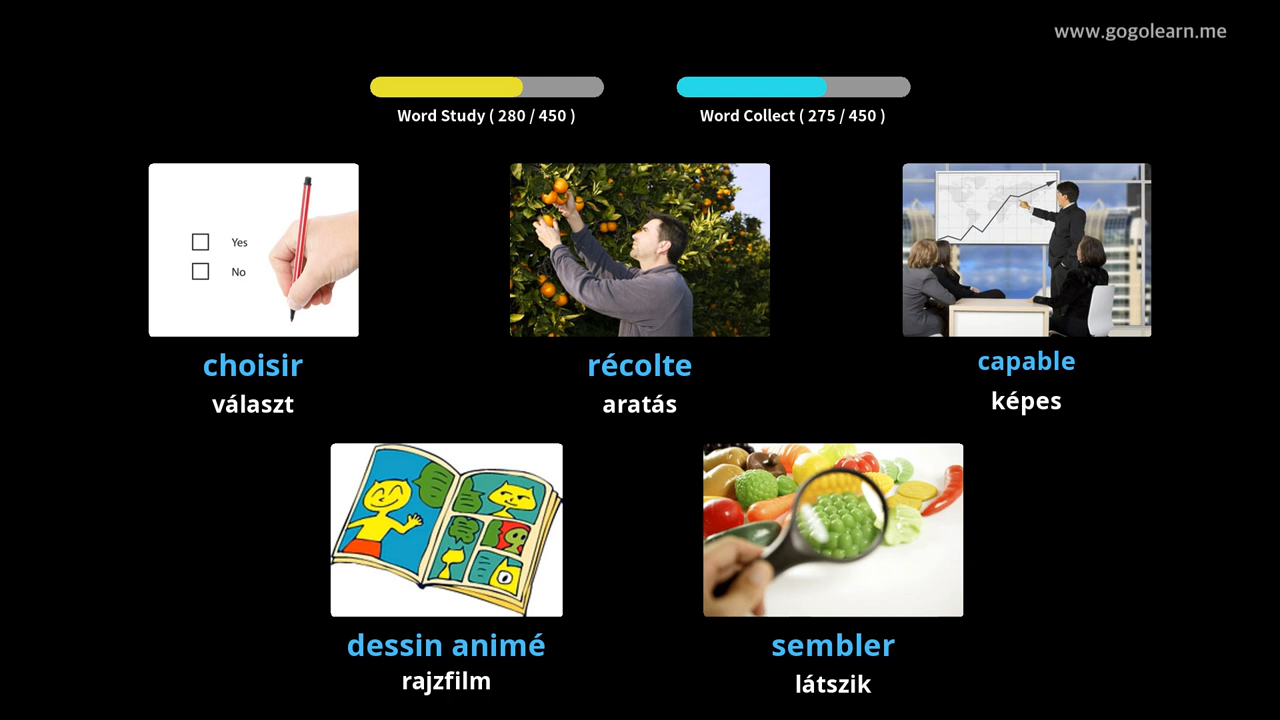 www.gogolearn.me
Word Study ( 280 / 450 )
Word Collect ( 275 / 450 )
Yes
No
choisir
választ
récolte
aratás
capable
képes
dessin animé
rajzfilm
sembler
látszik